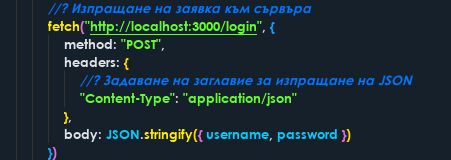 //? Изпращане на заявка към сървъра
fetch("http://localhost:3000/login", {
method: "POST",
headers: {
//? Задаване на заглавие за изпращане на JSON
"Content-Type": "application/json"
},
body: JSON.stringify({ username, password })
})